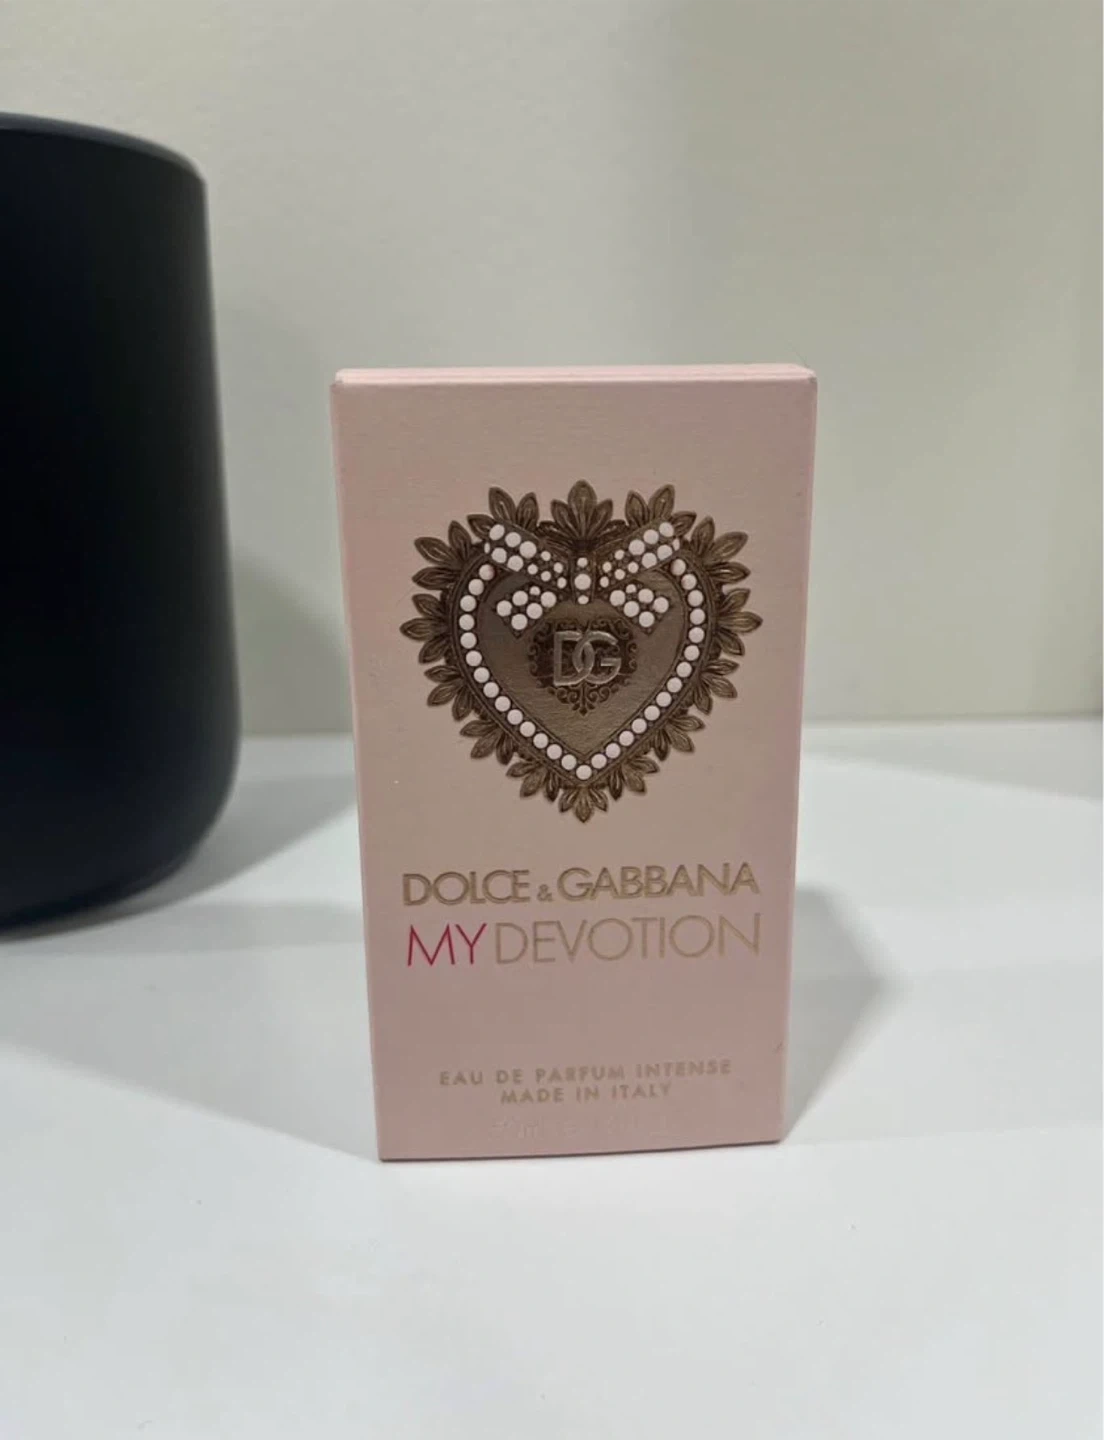 DG
DOLCE & GABBANA
MY DEVOTION
EAU DE PARFUM INTENSE
MADE IN ITALY